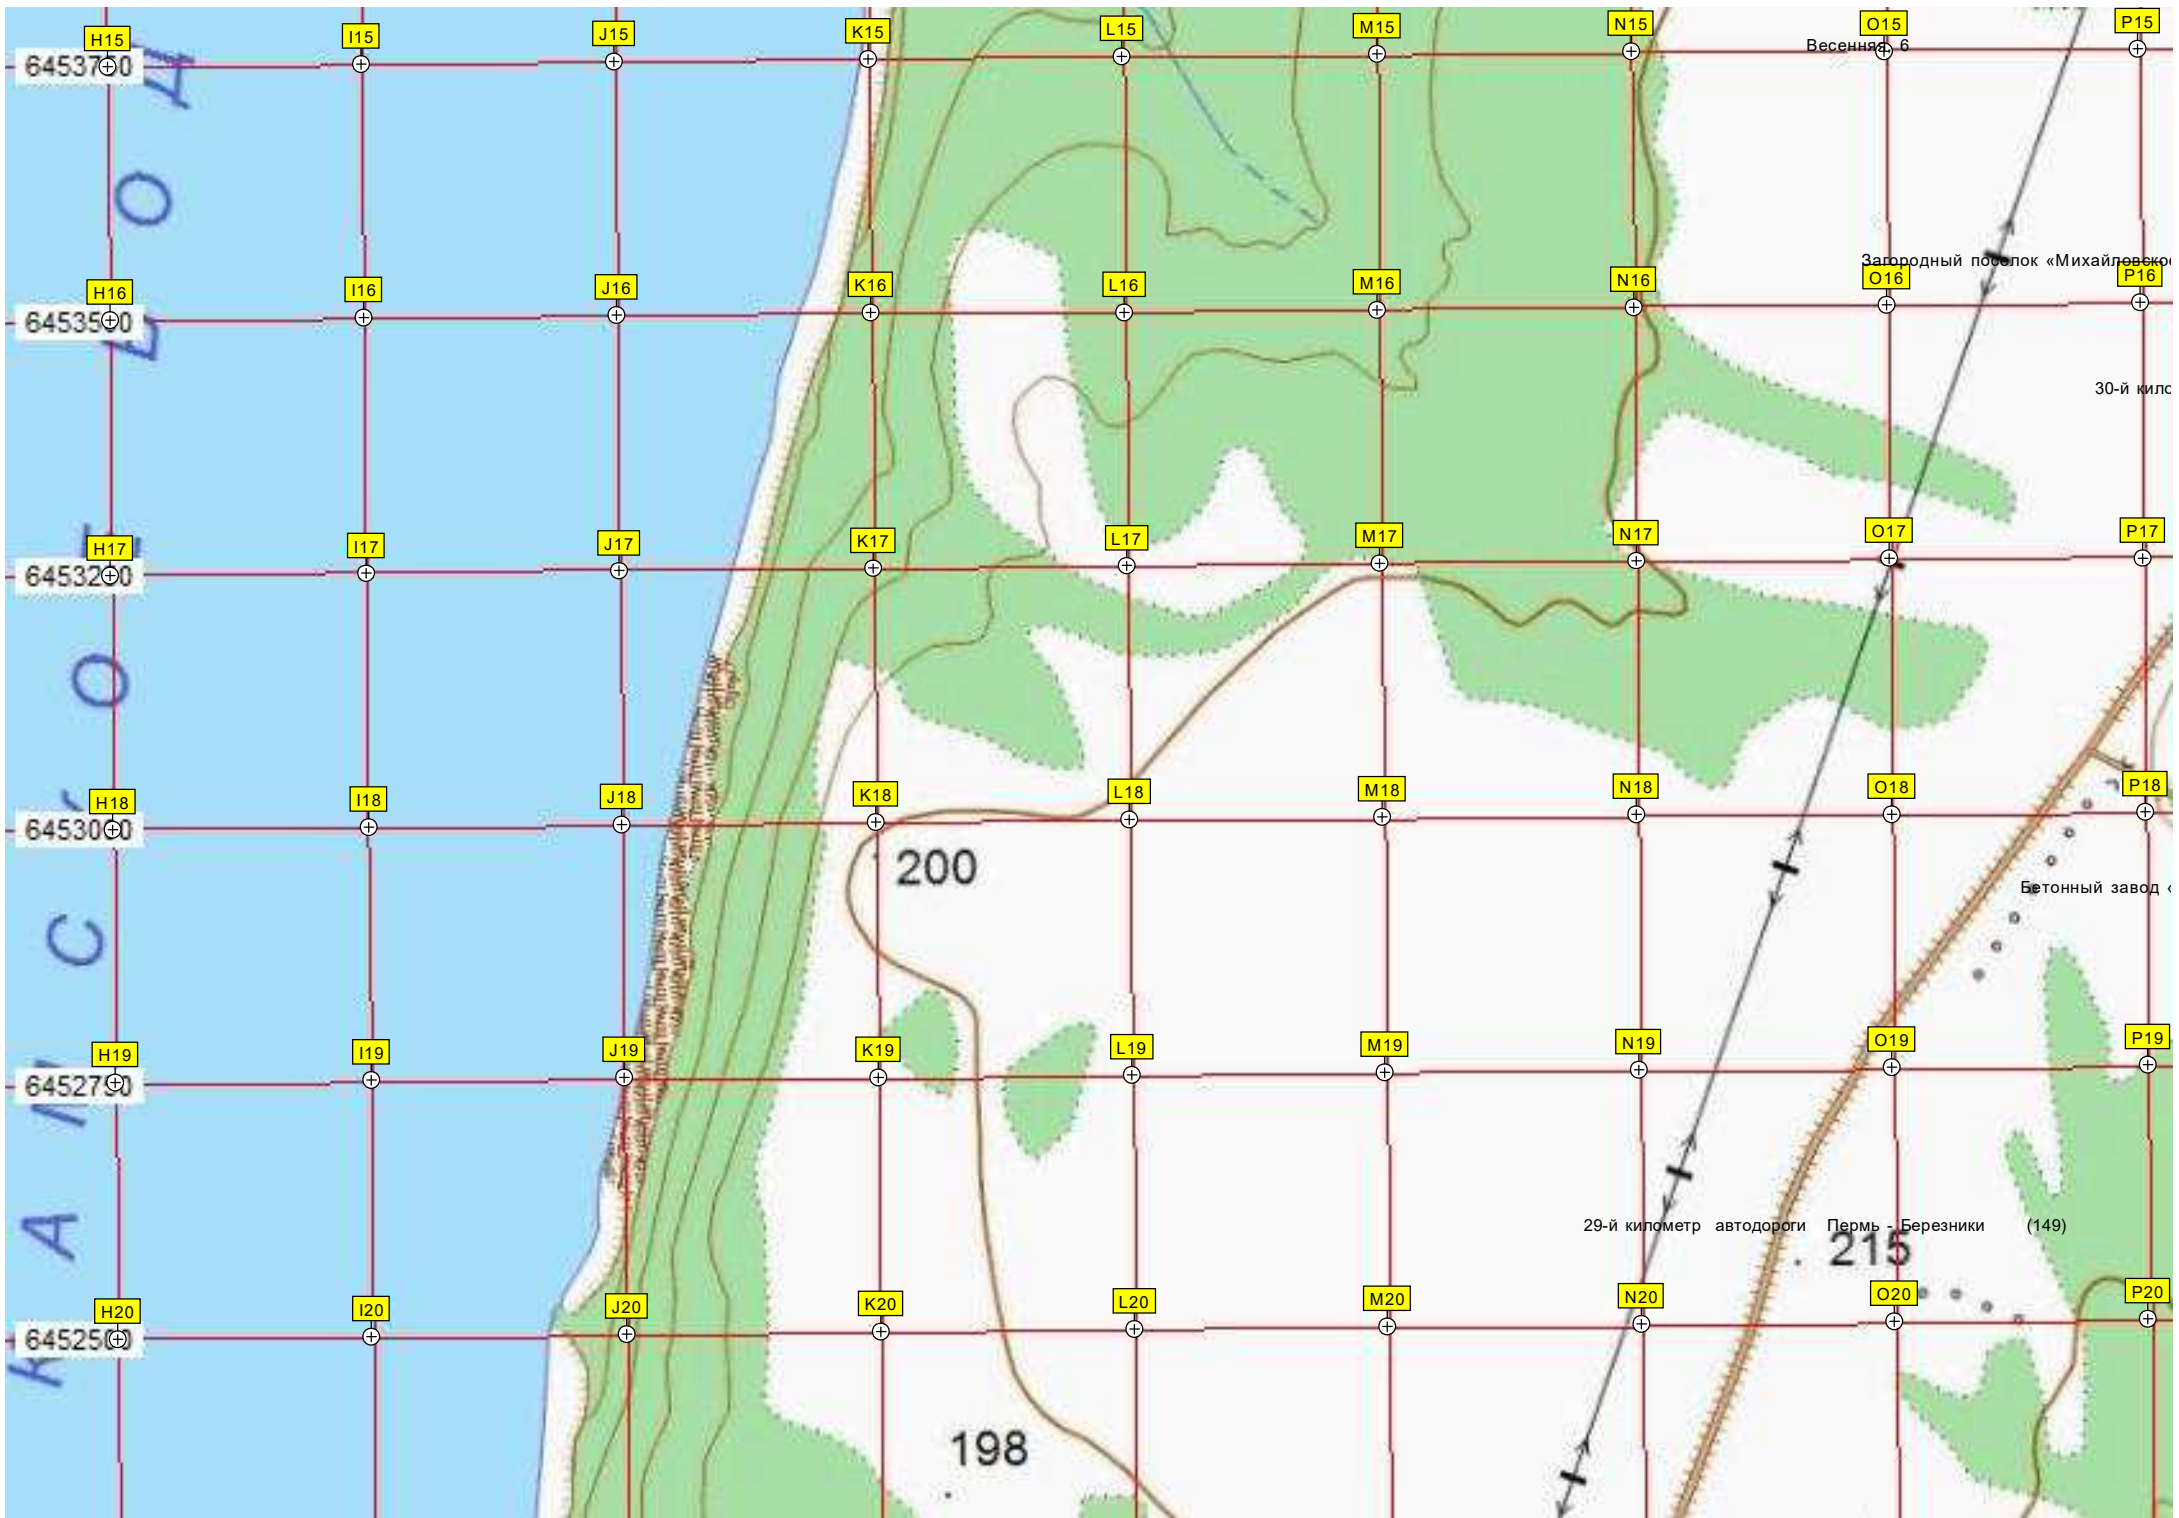 H15 I15 J15 K15 L15 M15 N15 O15 P15
Весенняя, 6
6453750
Загородный поселок «Михайловско
H16 I16 J16 K16 L16 M16 N16 O16 P16
6453500
30-й кило
H17 I17 J17 K17 L17 M17 N17 O17 P17
6453250
H18 I18 J18 K18 L18 M18 N18 O18 P18
6453000
200
Бетонный завод «
H19 I19 J19 K19 L19 M19 N19 O19 P19
6452750
29-й километр автодороги Пермь - Березники (149)
215
H20 I20 J20 K20 L20 M20 N20 O20 P20
6452500
198
К А М С К О Е В О Д